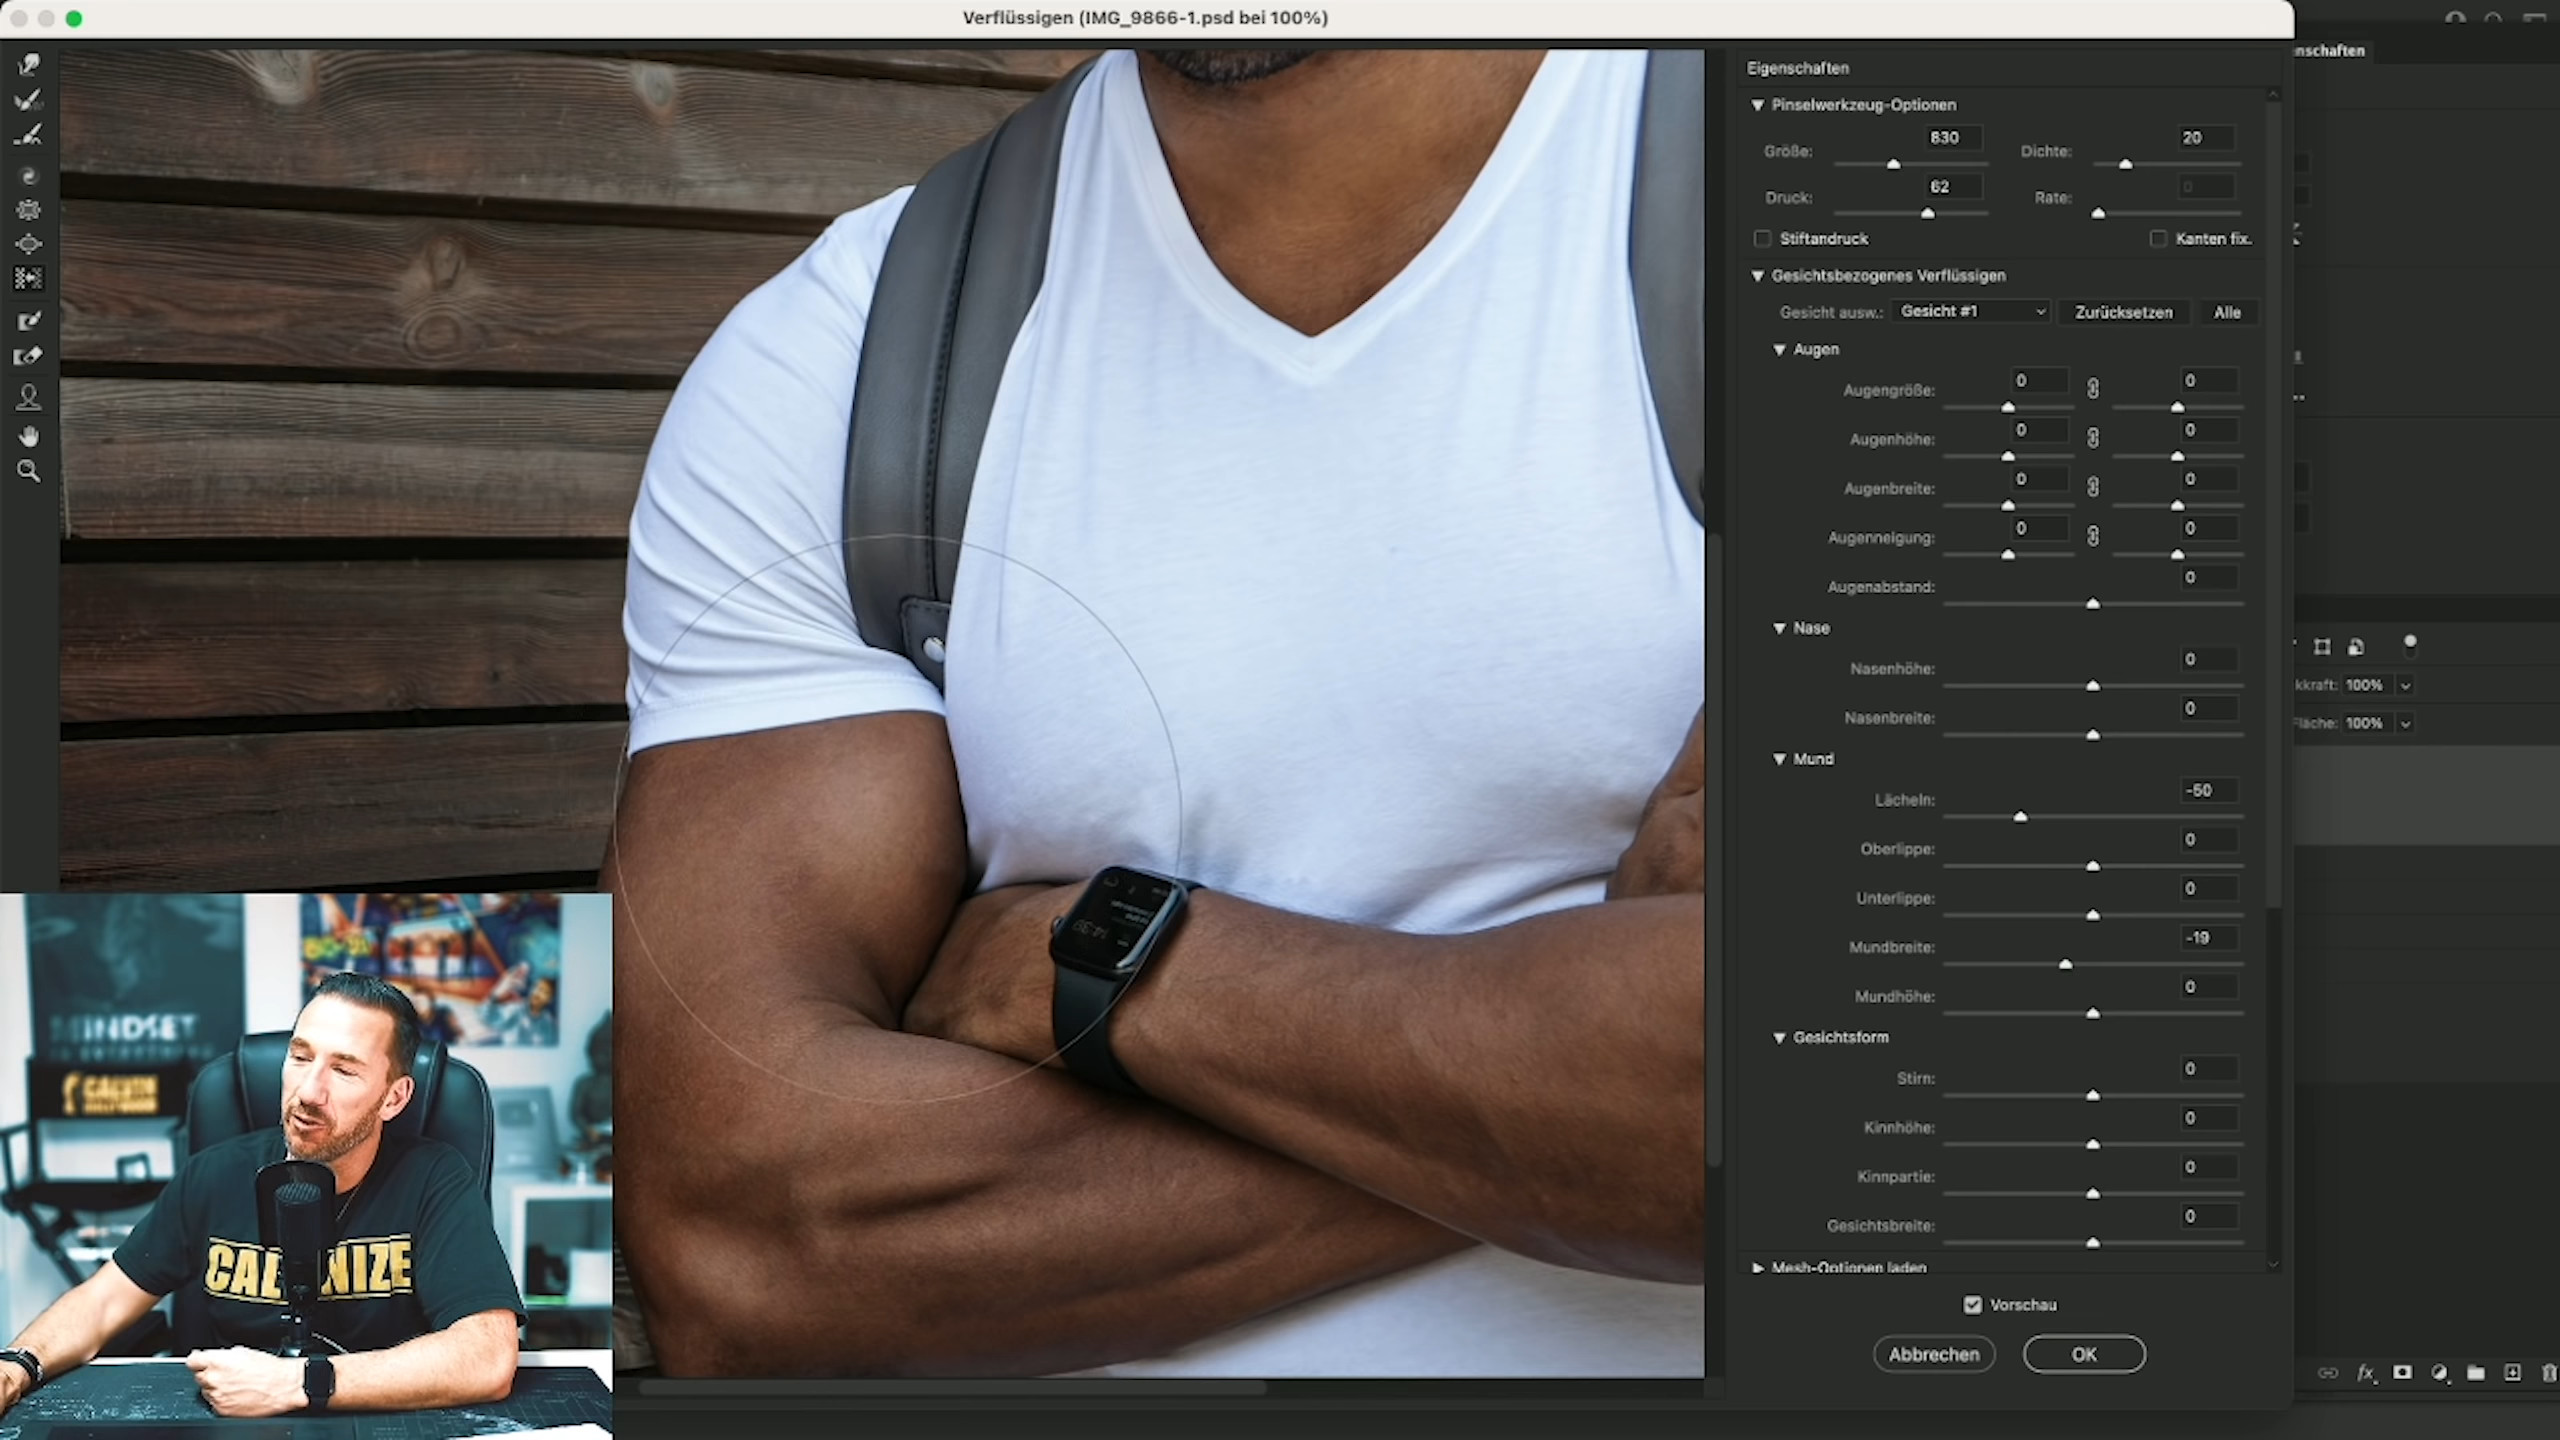 Verflüssigen (IMG_9866-1.psd bei 100%)
nschaften
Eigenschaften
Pinselwerkzeug-Optionen
Größe: 830 Dichte: 20
Druck: 62 Rate: 0
Stiftandruck Kanten fix.
Gesichtsbezogenes Verflüssigen
Gesicht ausw.: Gesicht #1 Zurücksetzen Alle
Augen
Augengröße: 0 0
Augenhöhe: 0 0
Augenbreite: 0 0
Augenneigung: 0 0
Augenabstand: 0
Nase
Nasenhöhe: 0
Nasenbreite: 0
Mund
Lächeln: -50
Oberlippe: 0
Unterlippe: 0
Mundbreite: -19
Mundhöhe: 0
Gesichtsform
Stirn: 0
Kinnhöhe: 0
Kinnpartie: 0
Gesichtsbreite: 0
Mesh-Optionen laden
Vorschau
Abbrechen OK
kkraft: 100%
Fläche: 100%
fx
MINDSET
CALVIN
CAL NIZE